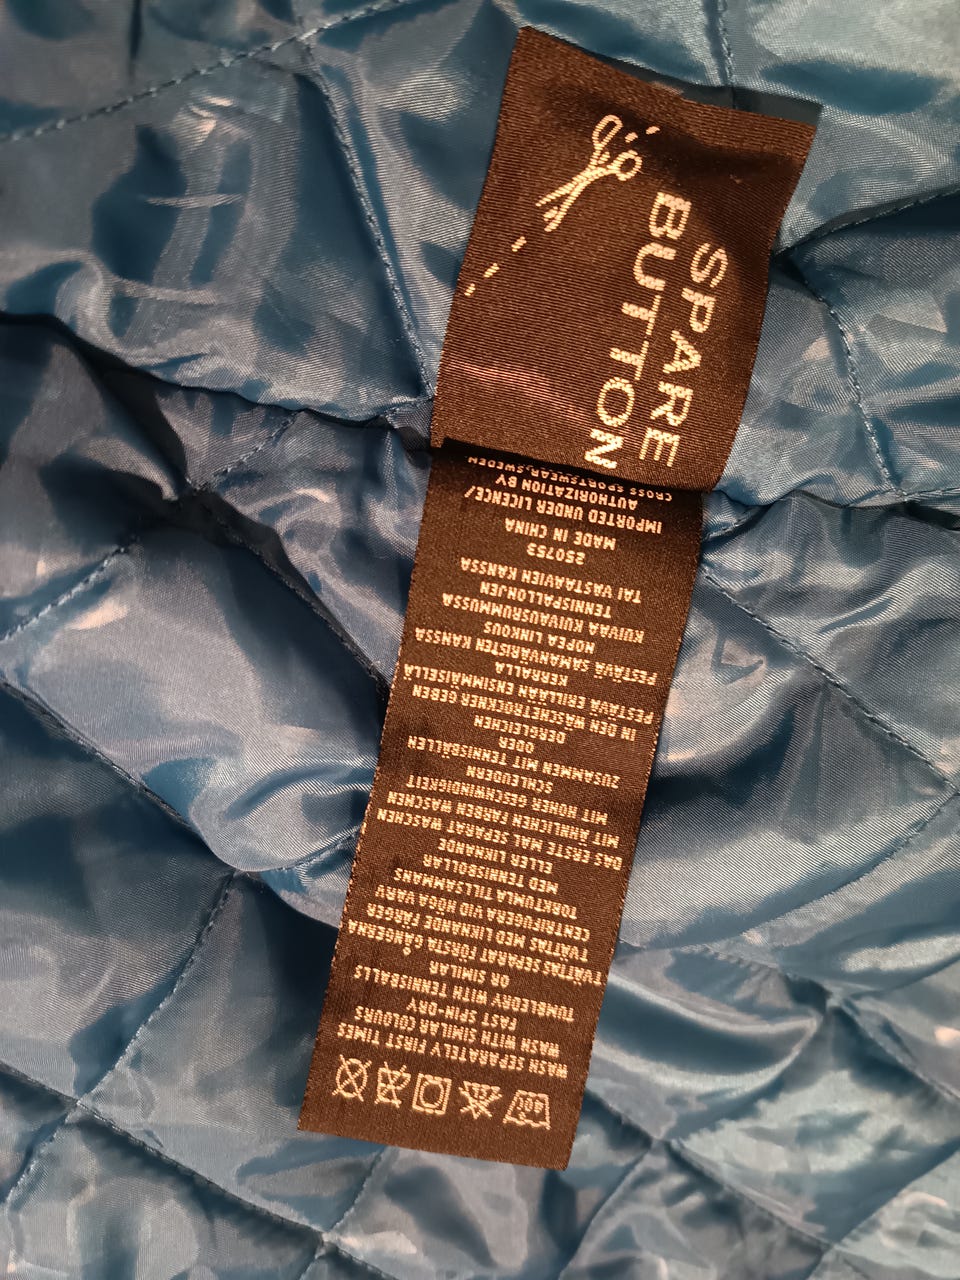 SPARE
BUTTON
40°C
WASH SEPARATELY FIRST TIMES
WASH WITH SIMILAR COLOURS
FAST SPIN-DRY
TUMBLEDRY WITH TENNISBALLS
OR SIMILAR
TVÄTTAS SEPARAT FÖRSTA GÅNGERNA
TVÄTTAS MED LIKNANDE FÄRGER
CENTRIFUGERA VID HÖGA VARV
TORKTUMLA TILLSAMMANS
MED TENNISBOLLAR
ELLER LIKNANDE
DAS ERSTE MAL SEPARAT WASCHEN
MIT ÄHNLICHEN FARBEN WASCHEN
MIT HOHER GESCHWINDIGKEIT
SCHLEUDERN
ZUSAMMEN MIT TENNISBÄLLEN
ODER
DERGLEICHEN
IN DEN WASCHETROCKNER GEBEN
PESTÄVÄ ERILLÄÄN ENSIMMÄISELLÄ
KERRALLA
PESTÄVÄ SAMANVÄRISTEN KANSSA
NOPEA LINKOUS
KUIVAA KUIVAUSRUMMUSSA
TENNISPALLOHJEN
TAI VASTAAVIEN KANSSA
250753
MADE IN CHINA
IMPORTED UNDER LICENCE/
AUTHORIZATION BY
CROSS SPORTSWEAR, SWEDEN.